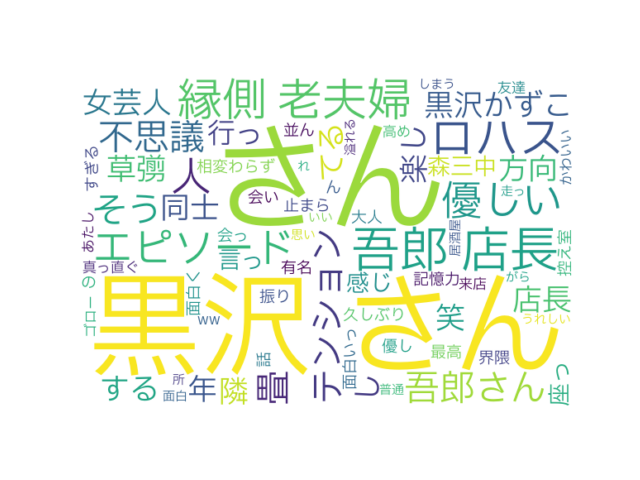 しまう
友達
女芸人
縁側
老夫婦
黒沢かずこ
不思議
行っ
並ん
溢れる
高め
てる
楽し
ロハス
かわいい
すぎる
草彅
相変わらず
れ
さん
森三中
方向
人
ん
会い
止まら
いい
大人
走っ
優しい
あたし
そう
同士
エピソード
会っ
思い
言っ
吾郎
店長
居酒屋
控え室
真っ直ぐ
有名
テンション
感じ
記憶力
来店
がら
ゴロー
の
面白く
黒沢
さん
振り
久しぶり
笑
店長
うれしい
ww
優し
最高
界隈
話
面白いっ
する
年
隣
畳
所
面白
し
普通
吾郎さん
座っ